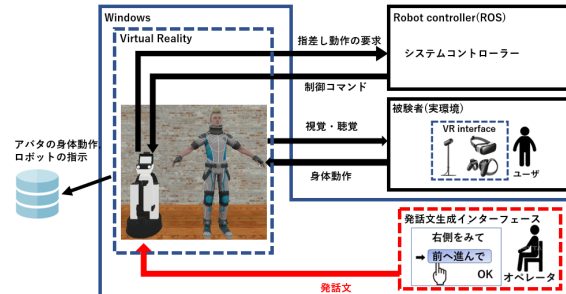 Windows
Virtual Reality
Robot controller(ROS)
システムコントローラー
指差し動作の要求
制御コマンド
被験者(実環境)
VR interface
ユーザ
視覚・聴覚
身体動作
アバタの身体動作,
ロボットの指示
発話文生成インターフェース
右側をみて
前へ進んで
OK
オペレータ
発話文